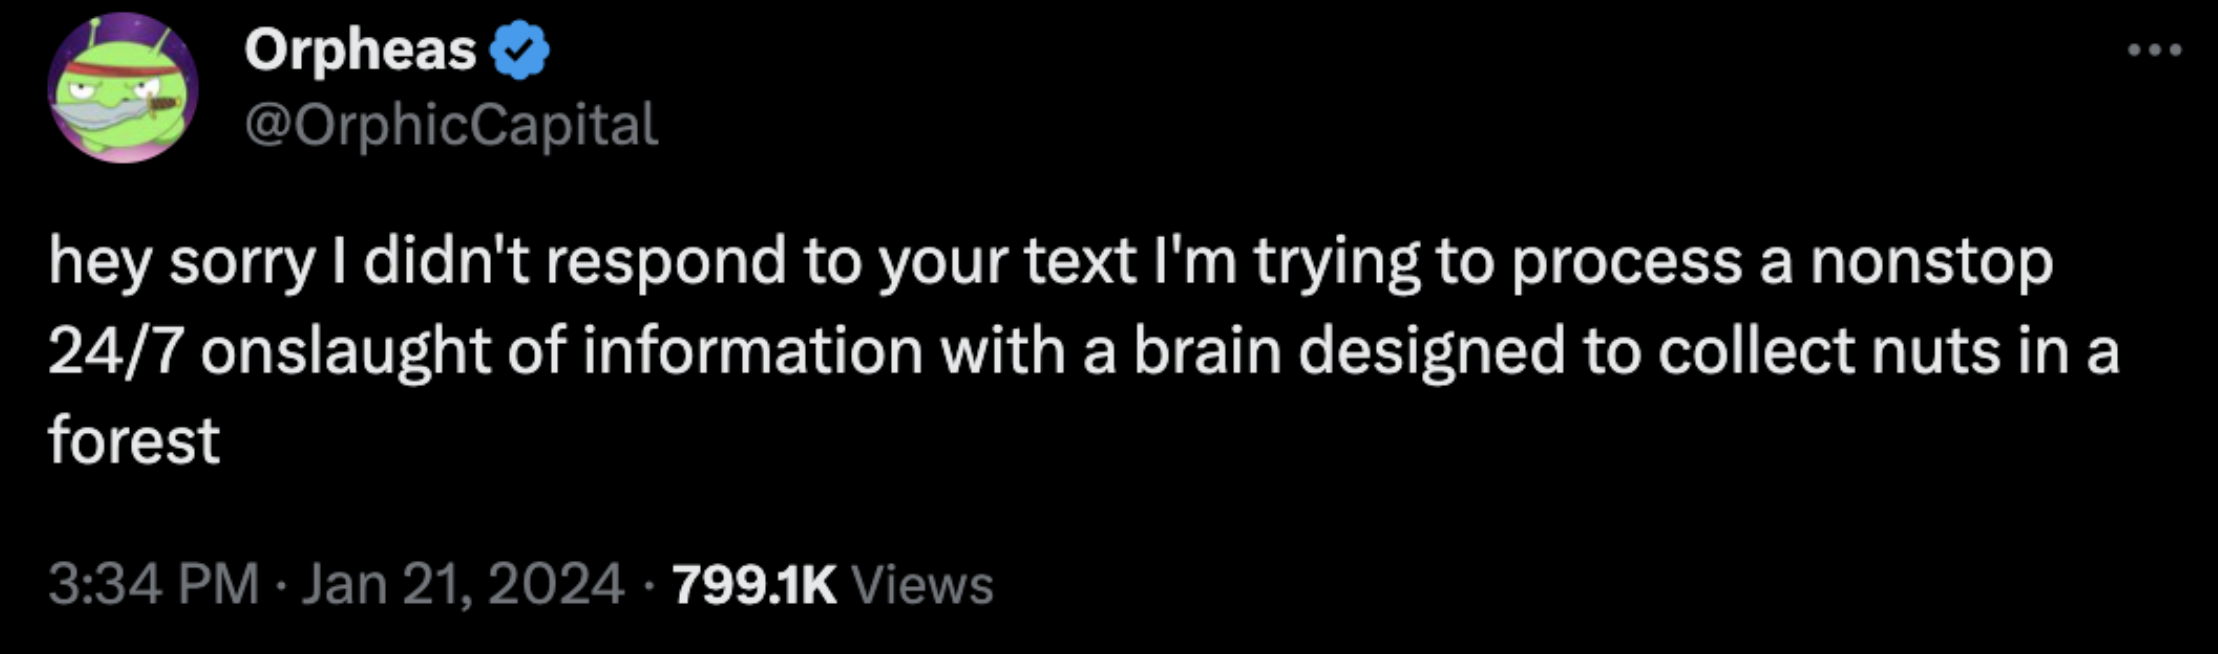 Orpheas
@OrphicCapital
hey sorry I didn't respond to your text I'm trying to process a nonstop
24/7 onslaught of information with a brain designed to collect nuts in a
forest
3:34 PM · Jan 21, 2024 · 799.1K Views